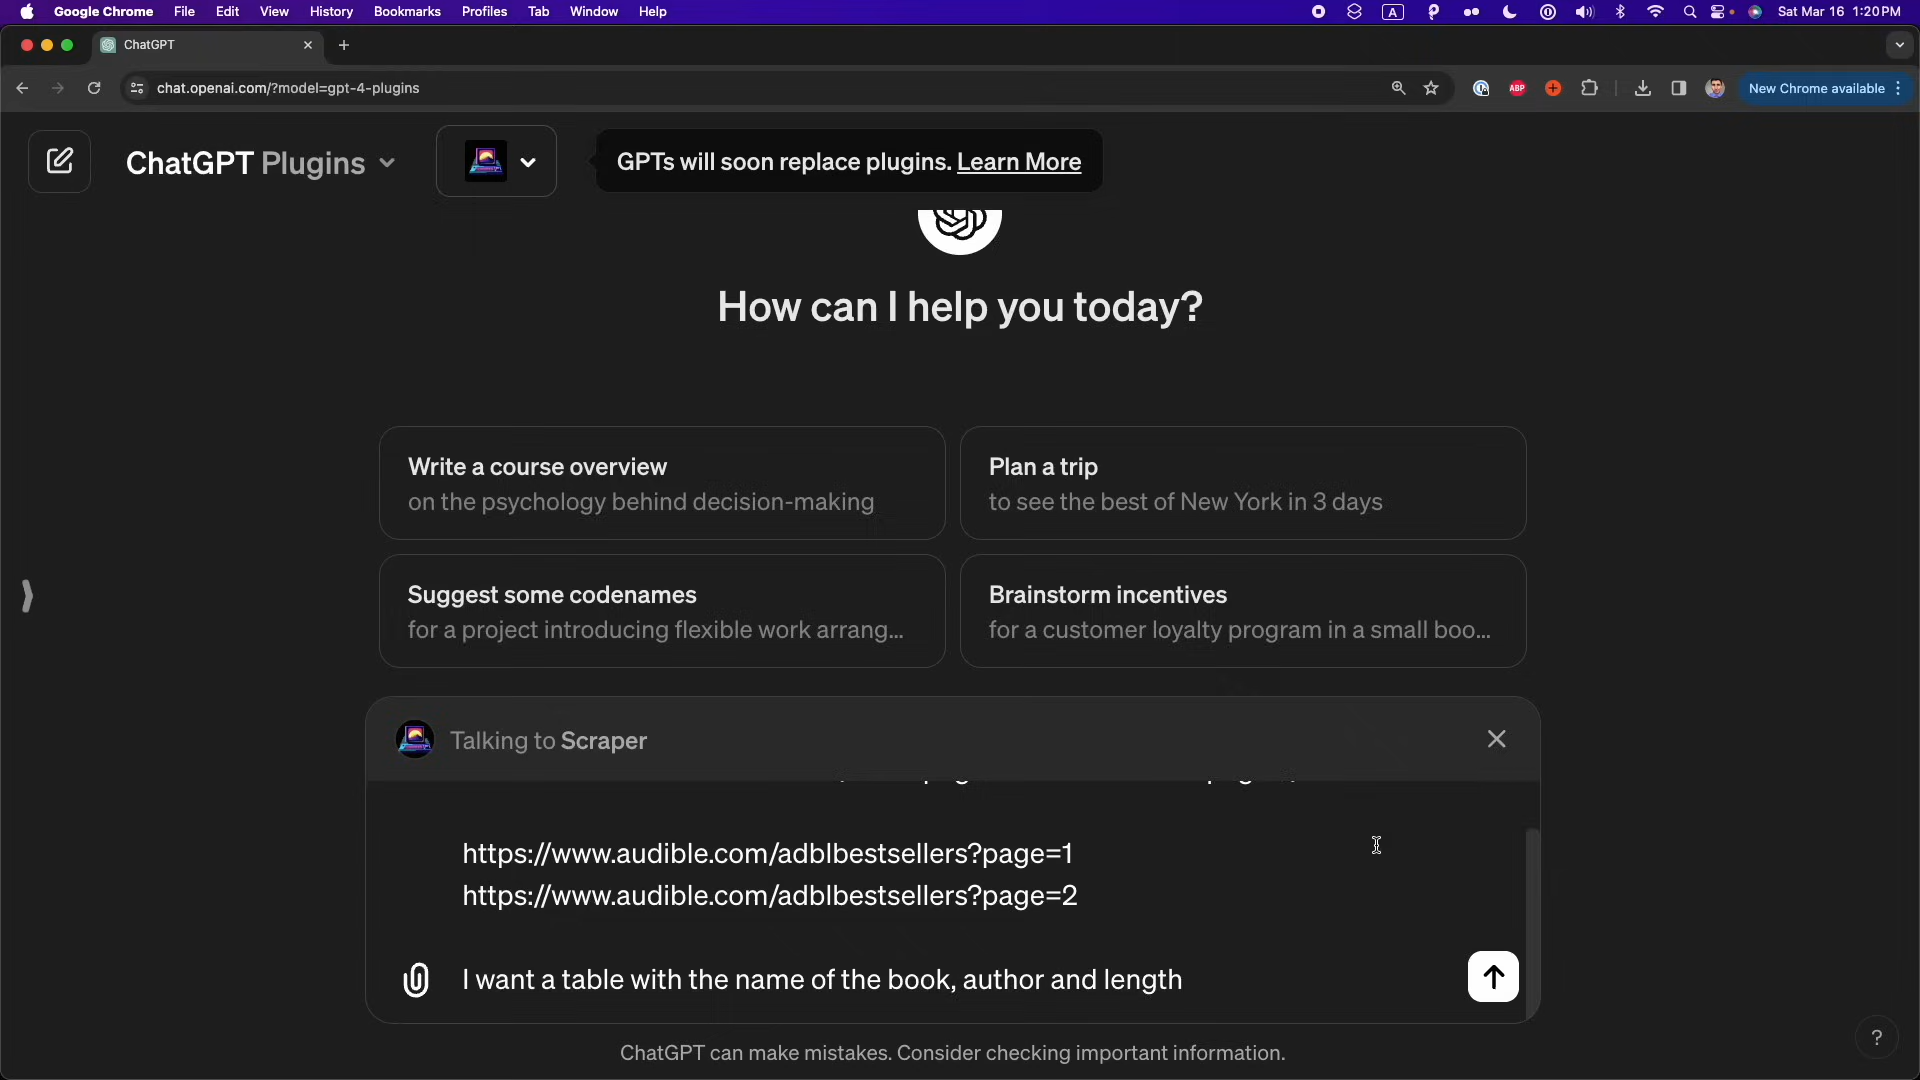 Google Chrome File Edit View History Bookmarks Profiles Tab Window Help A Sat Mar 16 1:20 PM
ChatGPT
chat.openai.com/?model=gpt-4-plugins ABP New Chrome available
ChatGPT Plugins GPTs will soon replace plugins. Learn More
How can I help you today?
Write a course overview
on the psychology behind decision-making
Plan a trip
to see the best of New York in 3 days
Suggest some codenames
for a project introducing flexible work arrang...
Brainstorm incentives
for a customer loyalty program in a small boo...
Talking to Scraper
https://www.audible.com/adblbestsellers?page=1
https://www.audible.com/adblbestsellers?page=2
I want a table with the name of the book, author and length
ChatGPT can make mistakes. Consider checking important information.
?